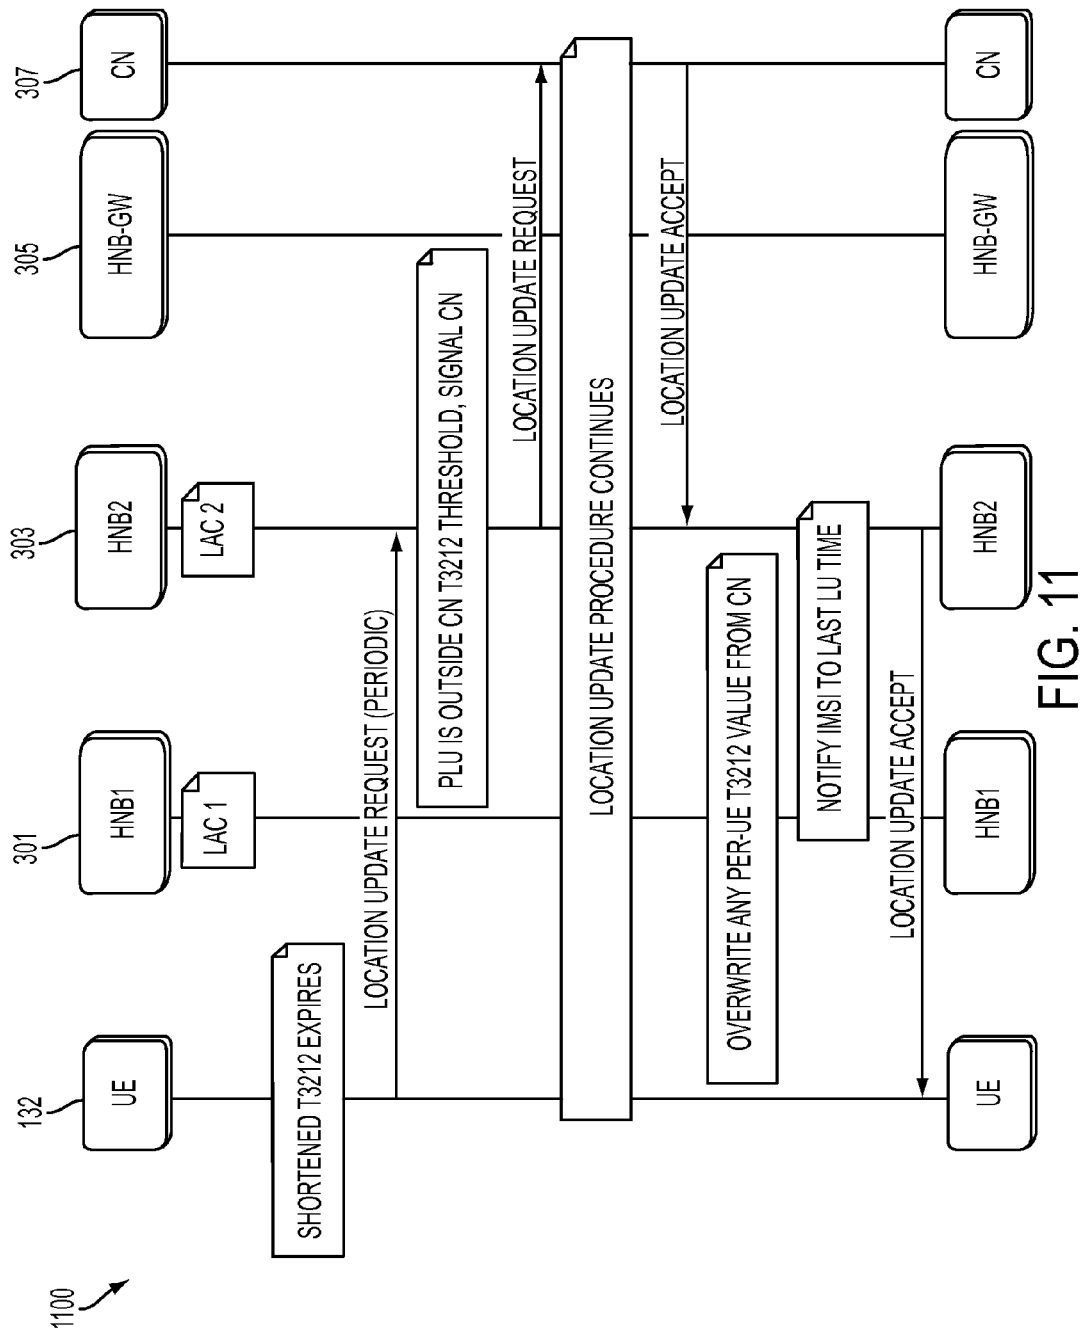 1100
132
301
303
305
307
UE
HNB1
HNB2
HNB-GW
CN
LAC 1
LAC 2
SHORTENED T3212 EXPIRES
LOCATION UPDATE REQUEST (PERIODIC)
PLU IS OUTSIDE CN T3212 THRESHOLD, SIGNAL CN
LOCATION UPDATE REQUEST
LOCATION UPDATE PROCEDURE CONTINUES
LOCATION UPDATE ACCEPT
OVERWRITE ANY PER-UE T3212 VALUE FROM CN
NOTIFY IMSI TO LAST LU TIME
LOCATION UPDATE ACCEPT
UE
HNB1
HNB2
HNB-GW
CN
FIG. 11